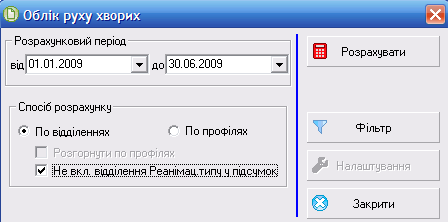 Облік руху хворих
Розрахунковий період
від 01.01.2009 до 30.06.2009
Розрахувати
Спосіб розрахунку
По відділеннях По профілях
Розгорнути по профілях
Не вкл. відділення Реанімац.типу у підсумок
Фільтр
Налаштування
Закрити